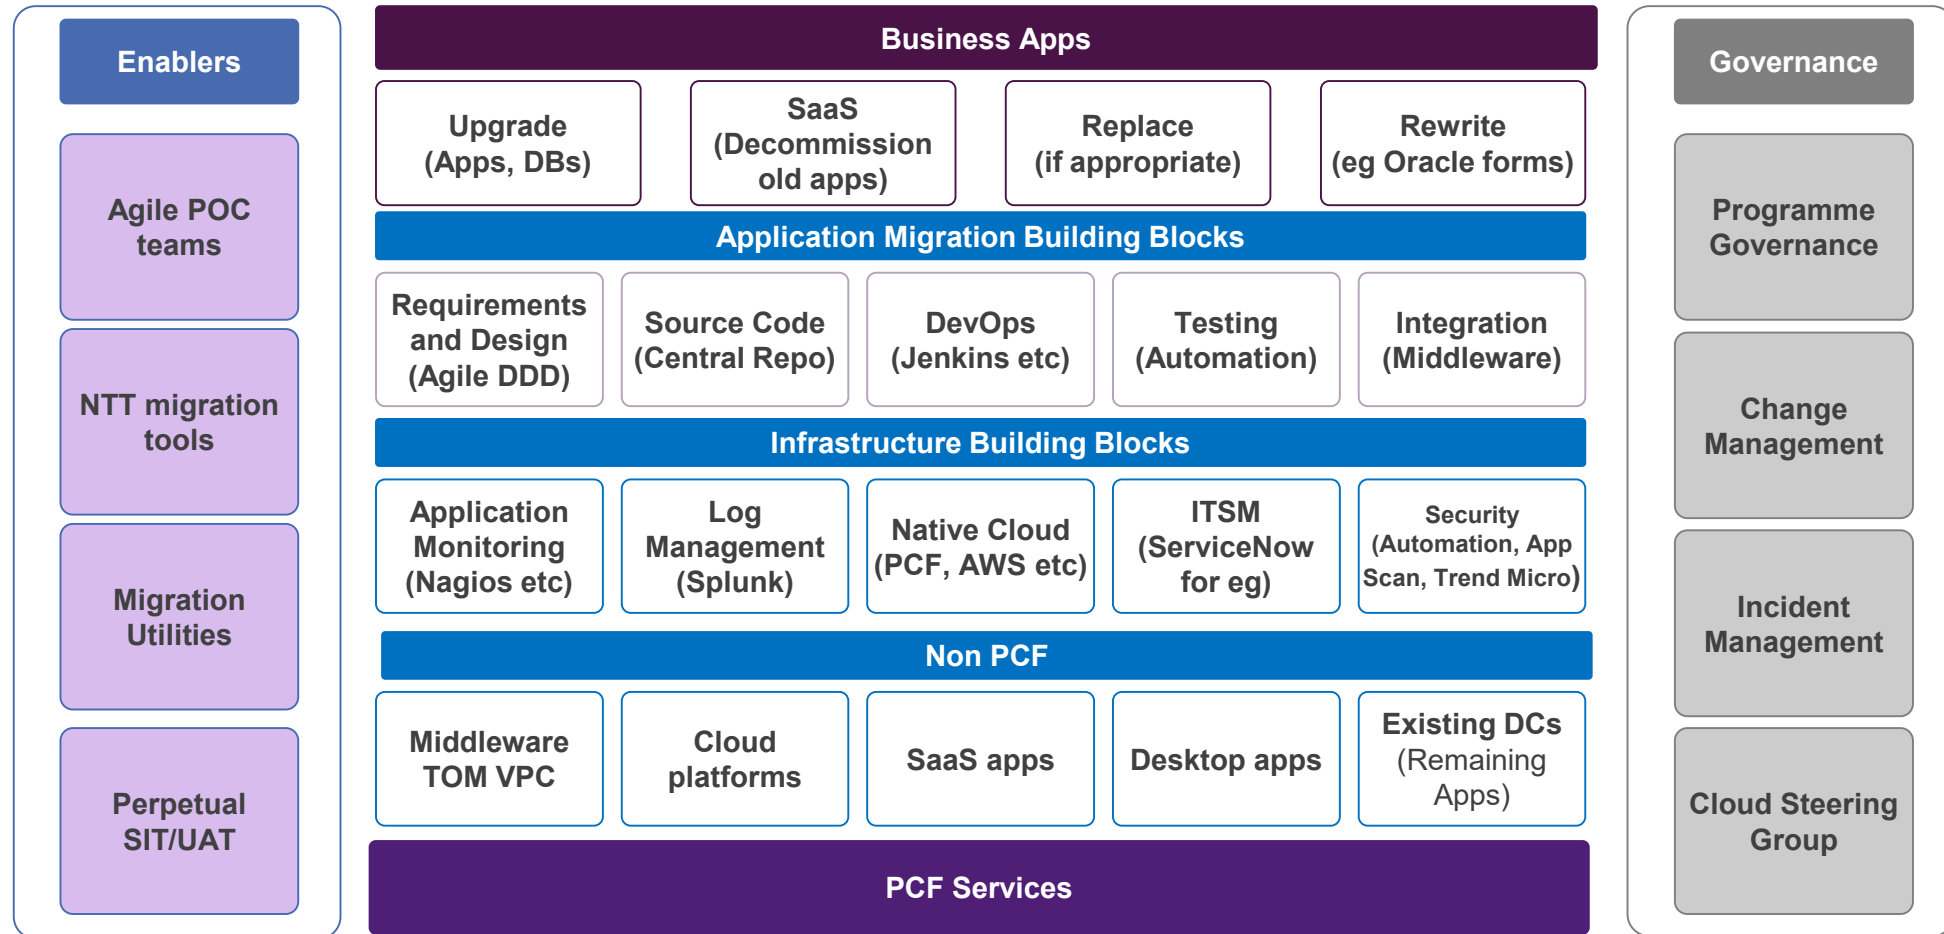 Enablers
Agile POC
teams
NTT migration
tools
Migration
Utilities
Perpetual
SIT/UAT
Business Apps
Upgrade
(Apps, DBs)
SaaS
(Decommission
old apps)
Replace
(if appropriate)
Rewrite
(eg Oracle forms)
Application Migration Building Blocks
Requirements
and Design
(Agile DDD)
Source Code
(Central Repo)
DevOps
(Jenkins etc)
Testing
(Automation)
Integration
(Middleware)
Infrastructure Building Blocks
Application
Monitoring
(Nagios etc)
Log
Management
(Splunk)
Native Cloud
(PCF, AWS etc)
ITSM
(ServiceNow
for eg)
Security
(Automation, App
Scan, Trend Micro)
Non PCF
Middleware
TOM VPC
Cloud
platforms
SaaS apps
Desktop apps
Existing DCs
(Remaining
Apps)
PCF Services
Governance
Programme
Governance
Change
Management
Incident
Management
Cloud Steering
Group